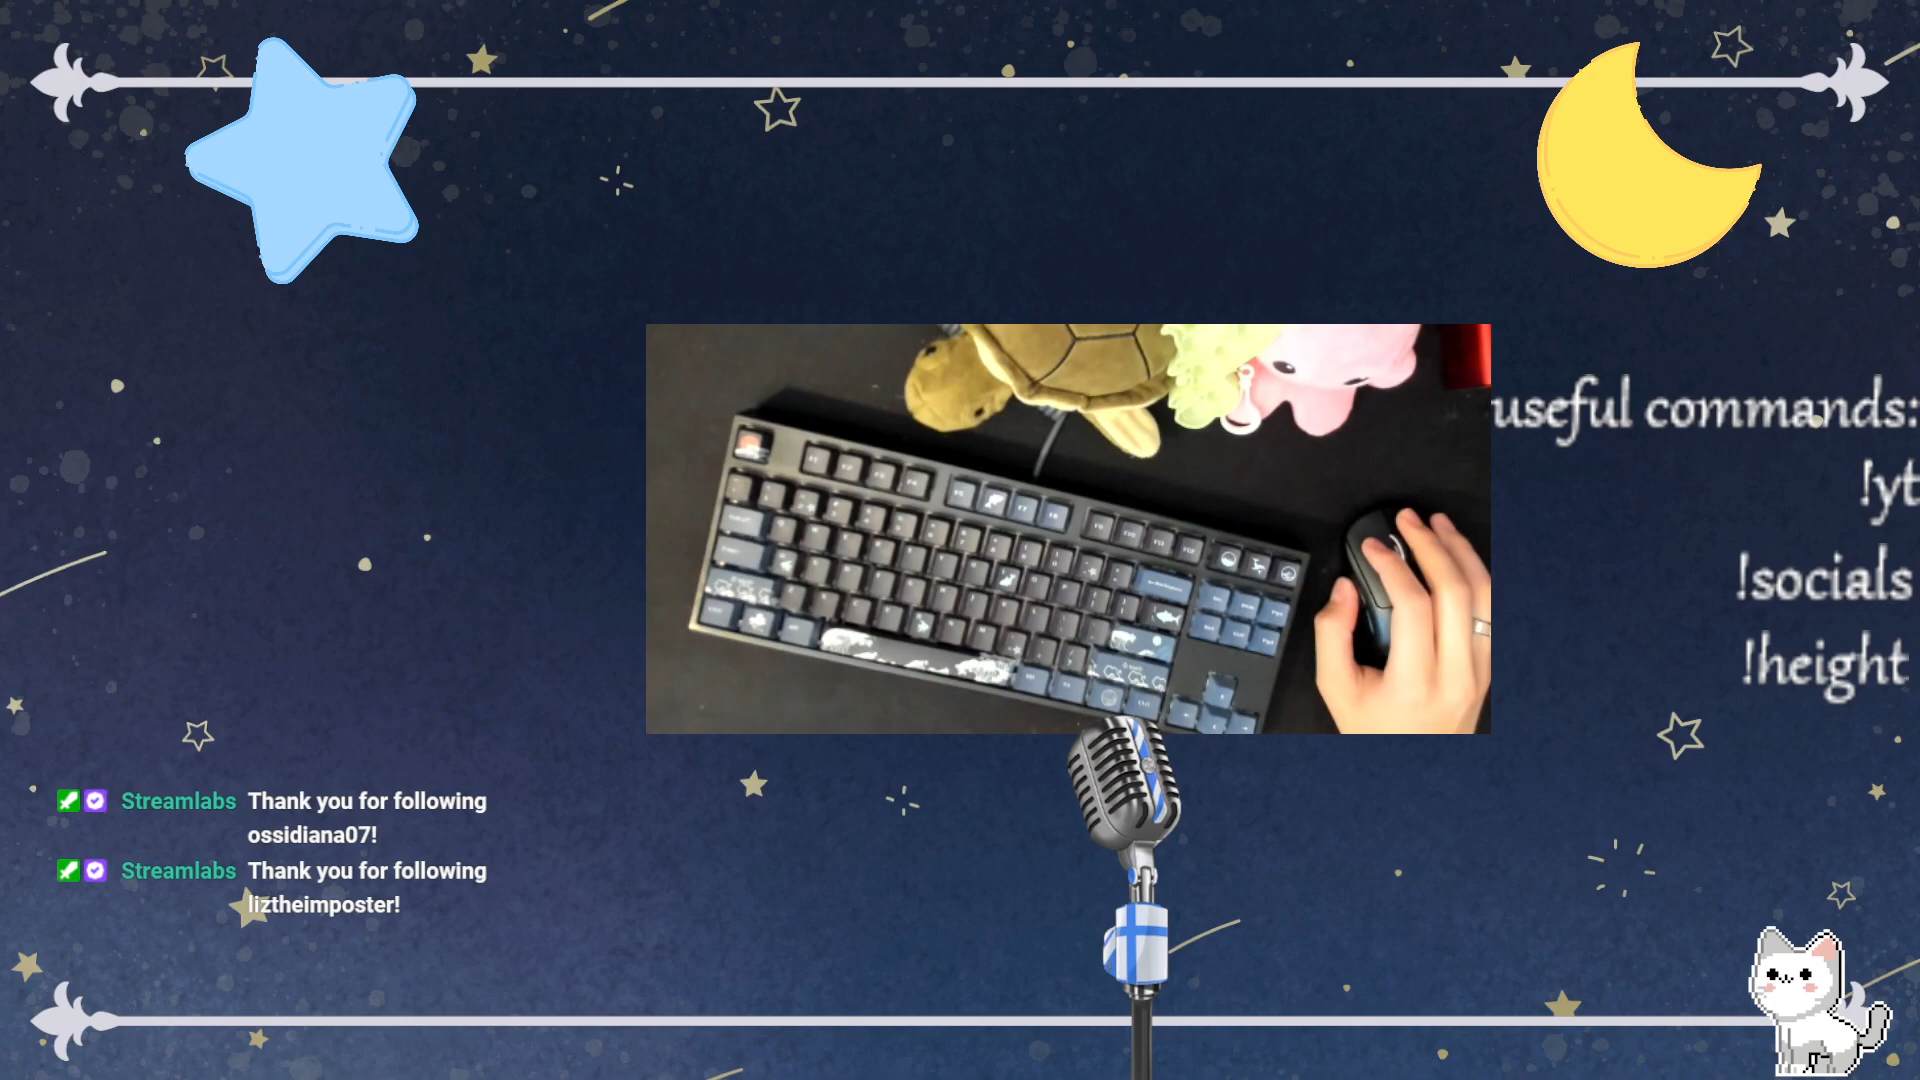 useful commands:
!yt
!socials
!height
Streamlabs Thank you for following
ossidiana07!
Streamlabs Thank you for following
liztheimposter!